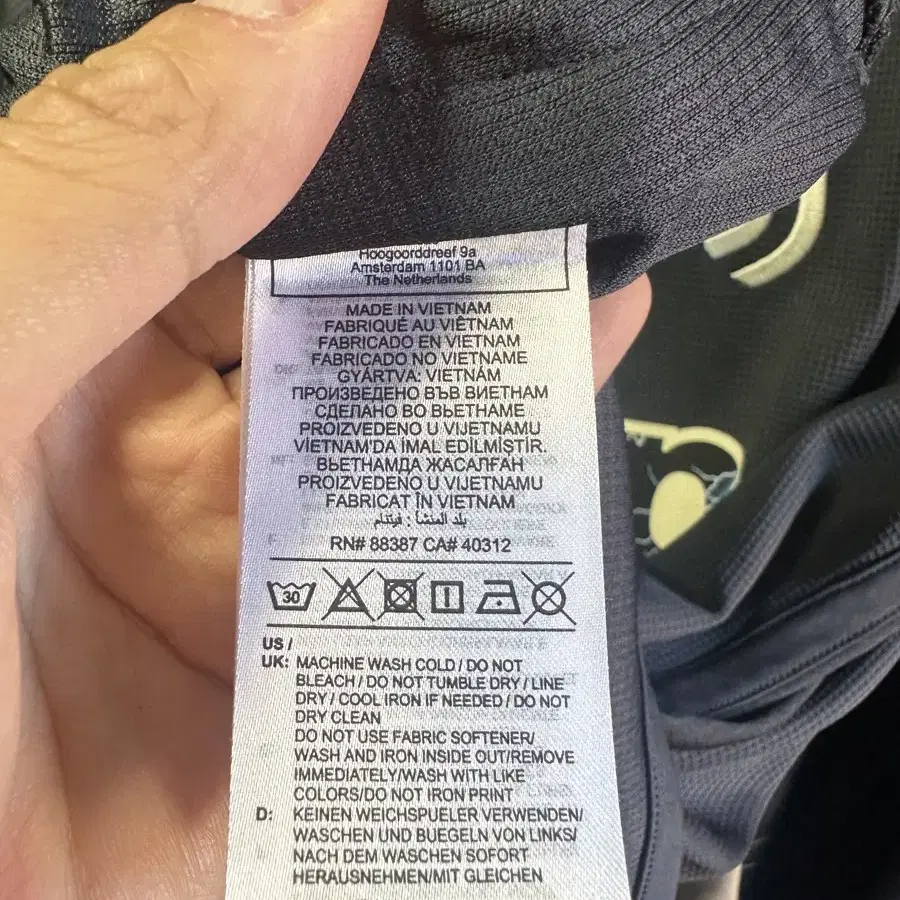 Hoogoorddreef 9a
Amsterdam 1101 BA
The Netherlands
MADE IN VIETNAM
FABRIQUÉ AU VIÊTNAM
FABRICADO EN VIETNAM
FABRICADO NO VIETNAME
GYÁRTVA: VIETNÁM
ПРОИЗВЕДЕНО ВЪВ ВИЕТНАМ
СДЕЛАНО ВО ВЬЕТНАМЕ
PROIZVEDENO U VIJETNAMU
VIETNAM'DA İMAL EDİLMİŞTİR.
ВЬЕТНАМДА ЖАСАЛҒАН
PROIZVEDENO U VIJETNAMU
FABRICAT ÎN VIETNAM
بلد المنشأ : فيتنام
RN# 88387 CA# 40312
30
US /
UK: MACHINE WASH COLD / DO NOT
BLEACH / DO NOT TUMBLE DRY / LINE
DRY / COOL IRON IF NEEDED / DO NOT
DRY CLEAN
DO NOT USE FABRIC SOFTENER/
WASH AND IRON INSIDE OUT/REMOVE
IMMEDIATELY/WASH WITH LIKE
COLORS/DO NOT IRON PRINT
D: KEINEN WEICHSPUELER VERWENDEN/
WASCHEN UND BUEGELN VON LINKS/
NACH DEM WASCHEN SOFORT
HERAUSNEHMEN/MIT GLEICHEN